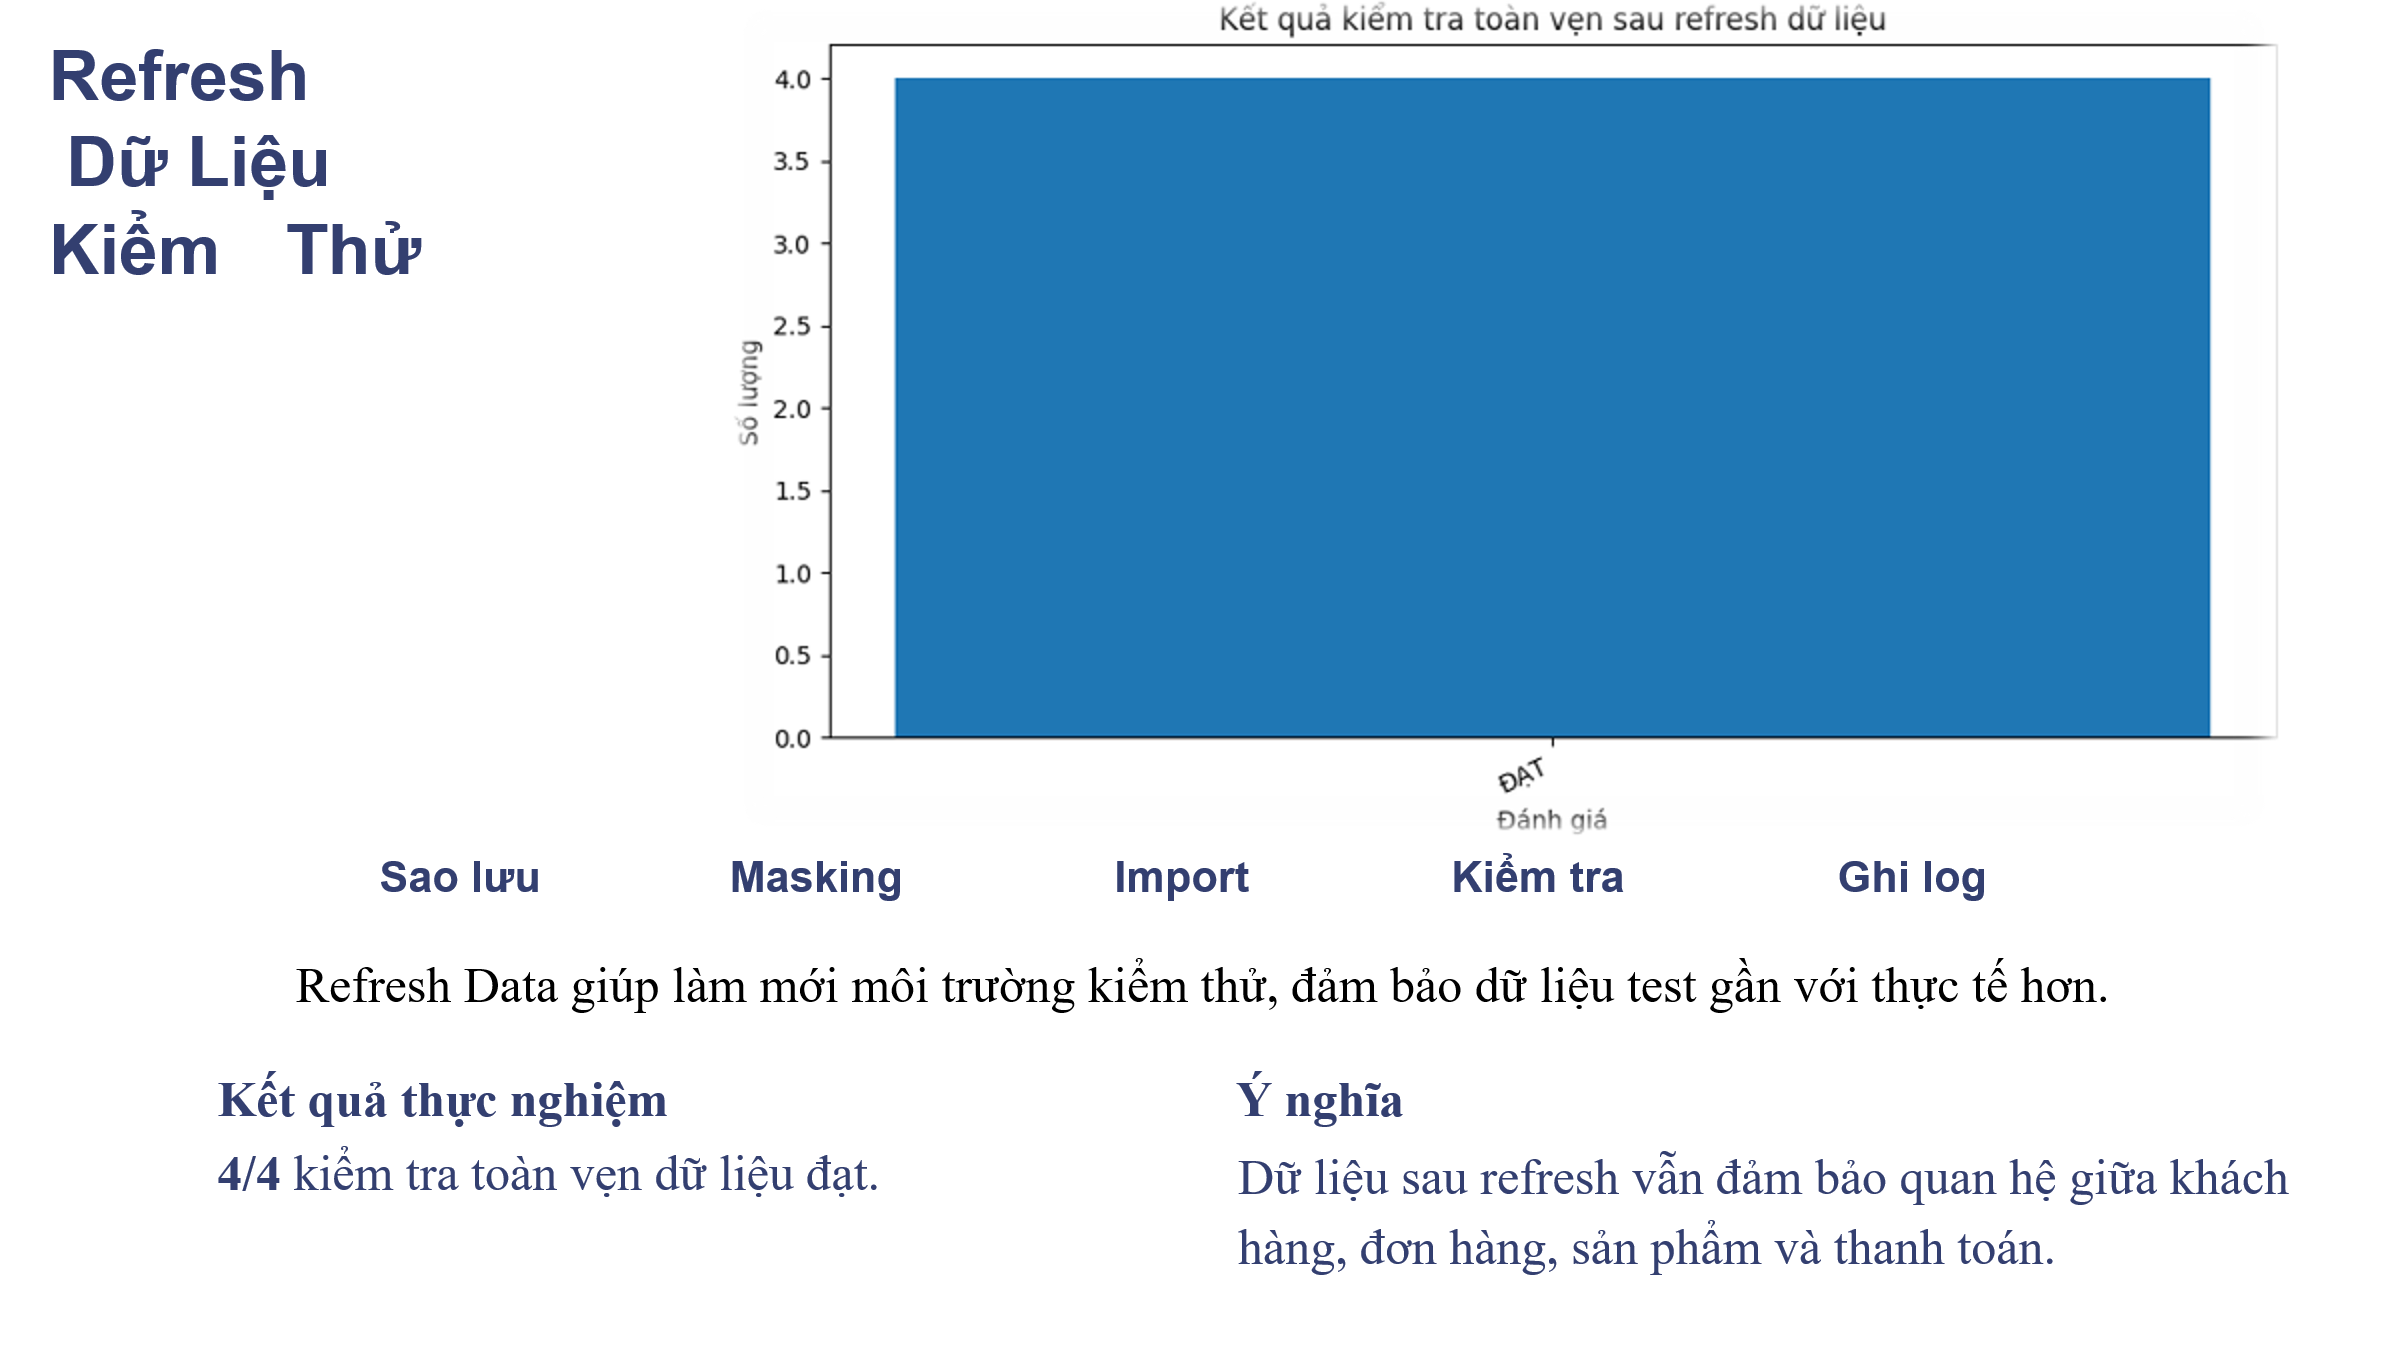 Refresh
Dữ Liệu
Kiểm Thử
Kết quả kiểm tra toàn vẹn sau refresh dữ liệu
Số lượng
4.0
3.5
3.0
2.5
2.0
1.5
1.0
0.5
0.0
ĐẠT
Đánh giá
Sao lưu Masking Import Kiểm tra Ghi log
Refresh Data giúp làm mới môi trường kiểm thử, đảm bảo dữ liệu test gần với thực tế hơn.
Kết quả thực nghiệm
4/4 kiểm tra toàn vẹn dữ liệu đạt.
Ý nghĩa
Dữ liệu sau refresh vẫn đảm bảo quan hệ giữa khách
hàng, đơn hàng, sản phẩm và thanh toán.